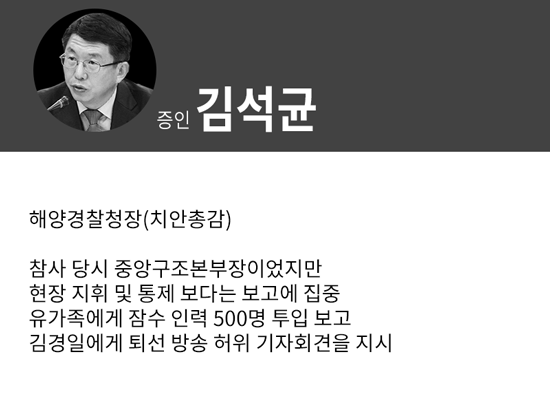 증인 김석균
해양경찰청장(치안총감)
참사 당시 중앙구조본부장이었지만
현장 지휘 및 통제 보다는 보고에 집중
유가족에게 잠수 인력 500명 투입 보고
김경일에게 퇴선 방송 허위 기자회견을 지시